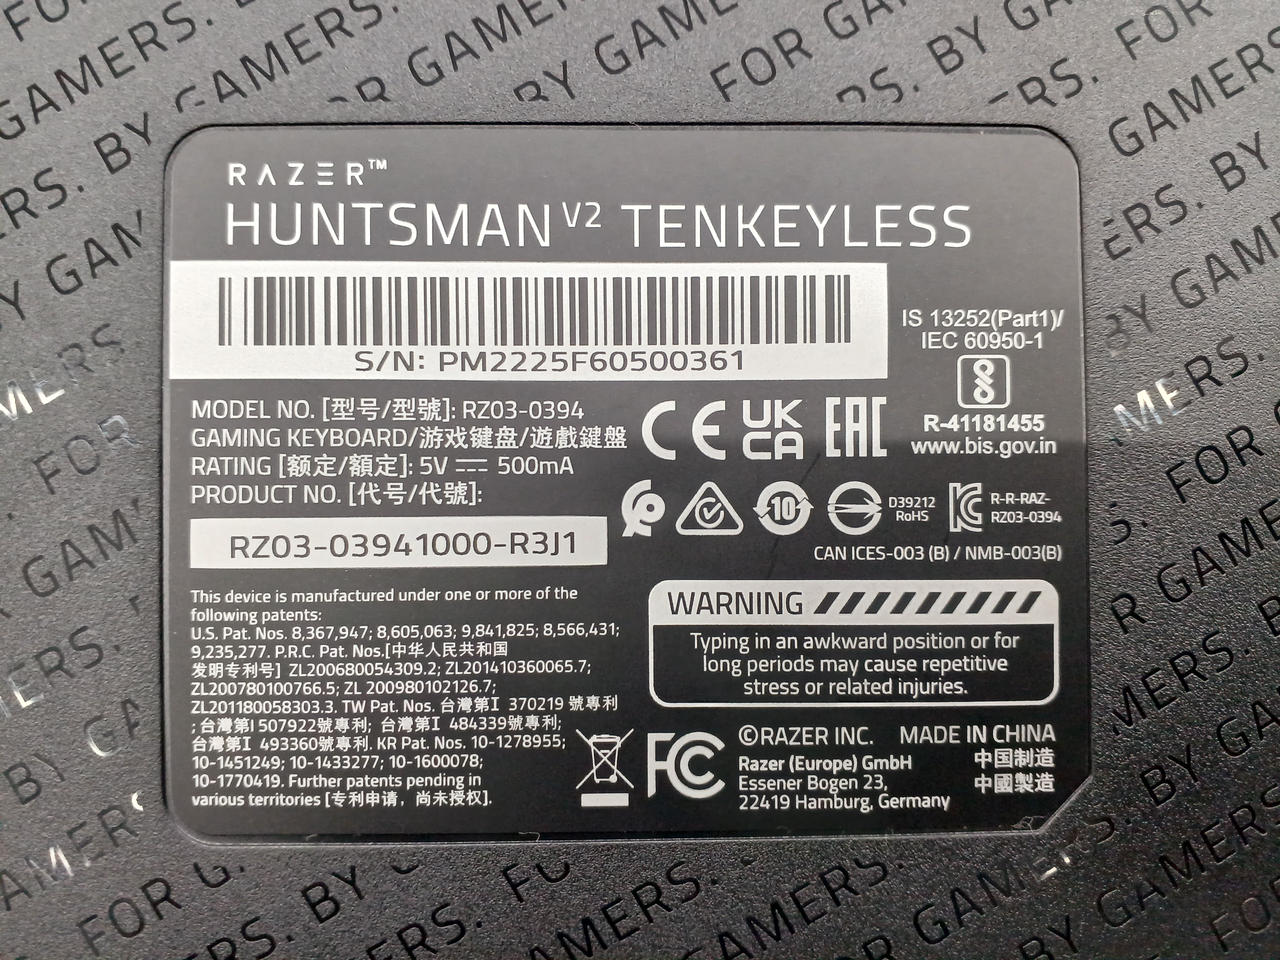 RAZER™
HUNTSMAN V2 TENKEYLESS
S/N: PM2225F60500361
IS 13252(Part1)/
IEC 60950-1
R-41181455
www.bis.gov.in
MODEL NO. [型号/型號]: RZ03-0394
GAMING KEYBOARD/游戏键盘/遊戲鍵盤
RATING [额定/額定]: 5V ⎓ 500mA
PRODUCT NO. [代号/代號]:
RZ03-03941000-R3J1
CE UK CA EAC
10
D39212
RoHS
R-R-RAZ-
RZ03-0394
CAN ICES-003 (B) / NMB-003(B)
This device is manufactured under one or more of the
following patents:
U.S. Pat. Nos. 8,367,947; 8,605,063; 9,841,825; 8,566,431;
9,235,277. P.R.C. Pat. Nos.[中华人民共和国
发明专利号] ZL200680054309.2; ZL201410360065.7;
ZL200780100766.5; ZL 200980102126.7;
ZL201180058303.3. TW Pat. Nos. 台灣第I 370219 號專利
; 台灣第I 507922號專利; 台灣第I 484339號專利;
台灣第I 493360號專利. KR Pat. Nos. 10-1278955;
10-1451249; 10-1433277; 10-1600078;
10-1770419. Further patents pending in
various territories [专利申请，尚未授权].
WARNING
Typing in an awkward position or for
long periods may cause repetitive
stress or related injuries.
FC
©RAZER INC. MADE IN CHINA
Razer (Europe) GmbH 中国制造
Essener Bogen 23, 中國製造
22419 Hamburg, Germany
FOR GAMERS. BY GAMERS.